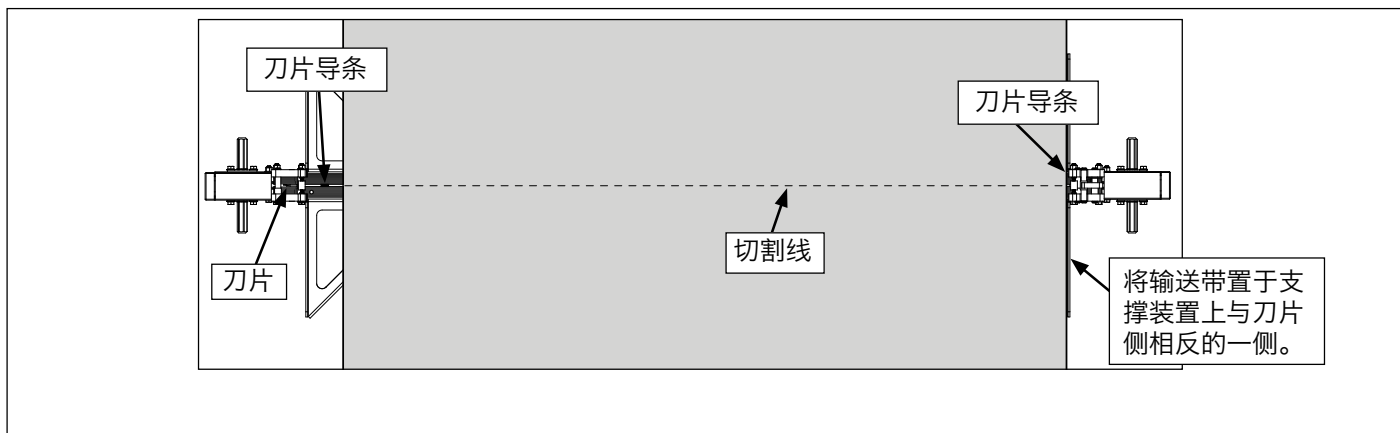 刀片导条
刀片导条
切割线
刀片
将输送带置于支
撑装置上与刀片
侧相反的一侧。